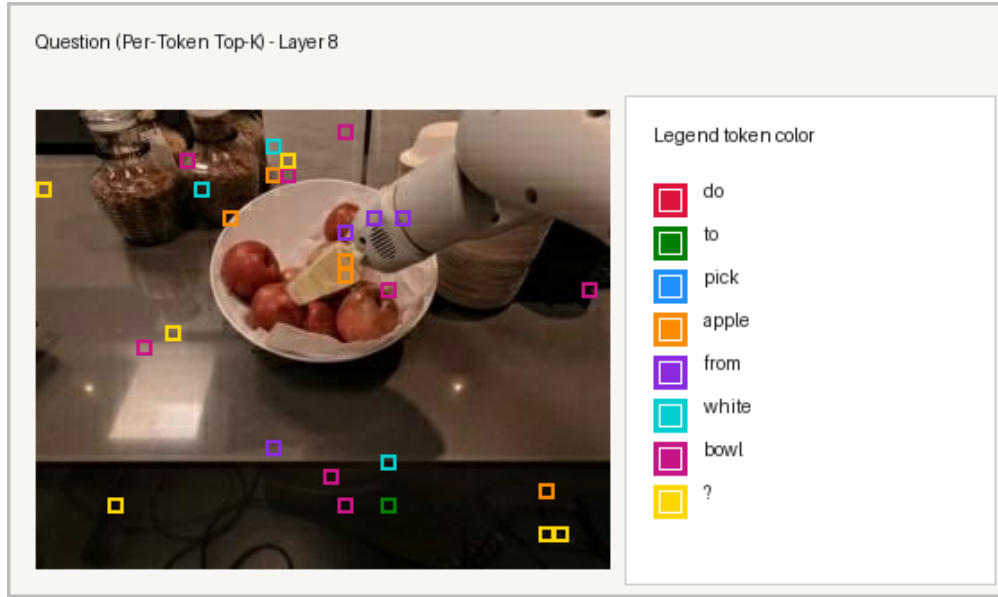 Question (Per-Token Top-K) - Layer 8
Legend token color
do
to
pick
apple
from
white
bowl
?